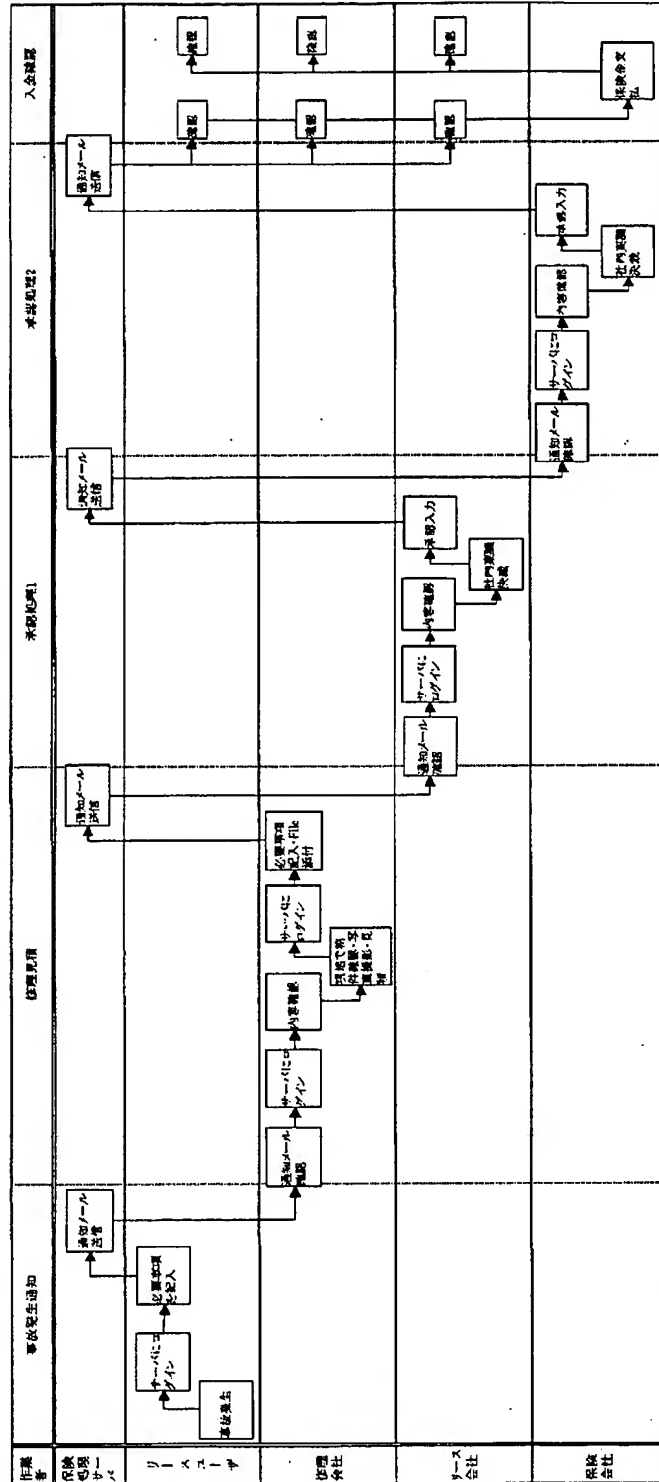 作業
者
事故発生通知
修理見積
承認処理1
承認処理2
入金確認
保険
処理
サー
バ
通知メール
送信
通知メール
送信
通知メール
送信
通知メール
送信
リースユーザ
事故発生
サーバにロ
グイン
必要事項
を記入
確認
確認
修理
会社
通知メール
確認
サーバにロ
グイン
内容確認
現地で物
件確認・写
真撮影・見
積
サーバに
ログイン
必要事項
記入・File
添付
確認
確認
リース
会社
通知メール
確認
サーバに
ログイン
内容確認
社内稟議
決裁
承認入力
確認
確認
保険
会社
通知メール
確認
サーバにロ
グイン
内容確認
社内稟議
決裁
承認入力
保険金支
払